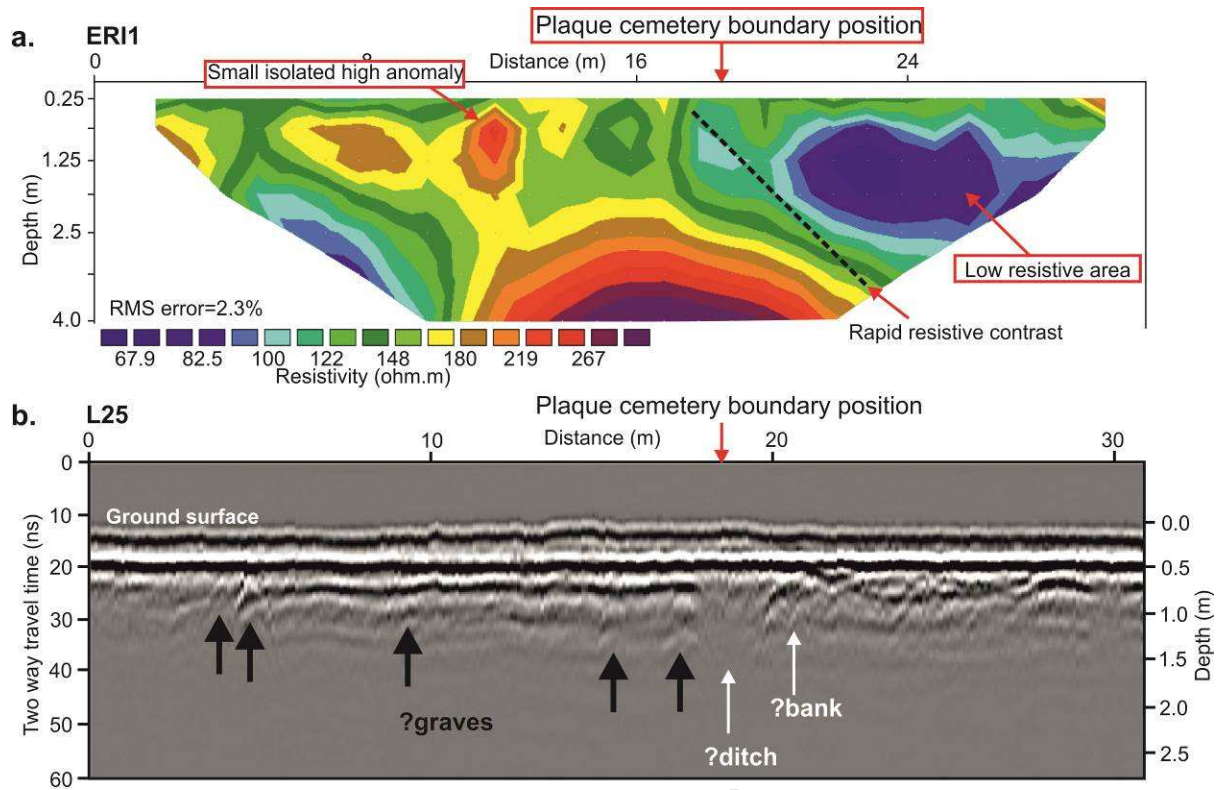 a. ERI1
Plaque cemetery boundary position
0 8 Distance (m) 16 24
Small isolated high anomaly
0.25
1.25
2.5
4.0
Depth (m)
Low resistive area
Rapid resistive contrast
RMS error=2.3%
67.9 82.5 100 122 148 180 219 267
Resistivity (ohm.m)
b. L25
Plaque cemetery boundary position
0 10 Distance (m) 20 30
0
10
20
30
40
50
60
Two way travel time (ns)
Ground surface
?graves
?ditch
?bank
0.0
0.5
1.0
1.5
2.0
2.5
Depth (m)